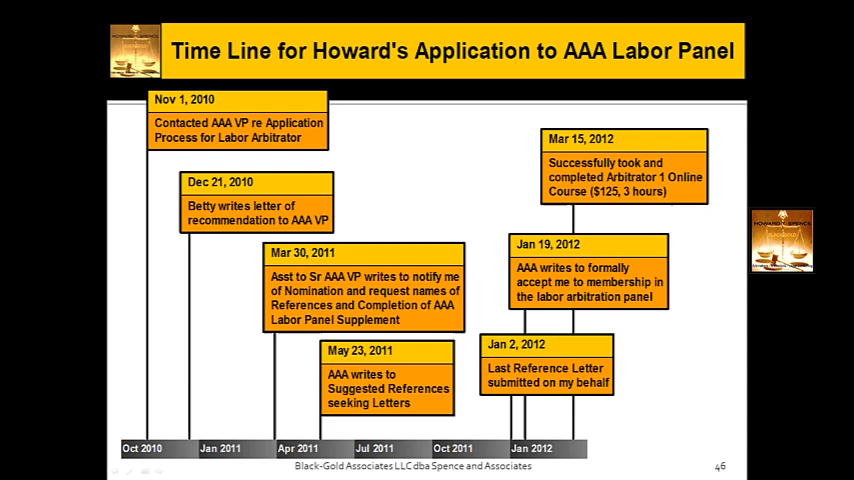 Time Line for Howard's Application to AAA Labor Panel
Nov 1, 2010
Contacted AAA VP re Application
Process for Labor Arbitrator
Dec 21, 2010
Betty writes letter of
recommendation to AAA VP
Mar 30, 2011
Asst to Sr AAA VP writes to notify me
of Nomination and request names of
References and Completion of AAA
Labor Panel Supplement
May 23, 2011
AAA writes to
Suggested References
seeking Letters
Mar 15, 2012
Successfully took and
completed Arbitrator 1 Online
Course ($125, 3 hours)
Jan 19, 2012
AAA writes to formally
accept me to membership in
the labor arbitration panel
Jan 2, 2012
Last Reference Letter
submitted on my behalf
Oct 2010
Jan 2011
Apr 2011
Jul 2011
Oct 2011
Jan 2012
Black-Gold Associates LLC dba Spence and Associates
46
HOWARD Y SPENCE